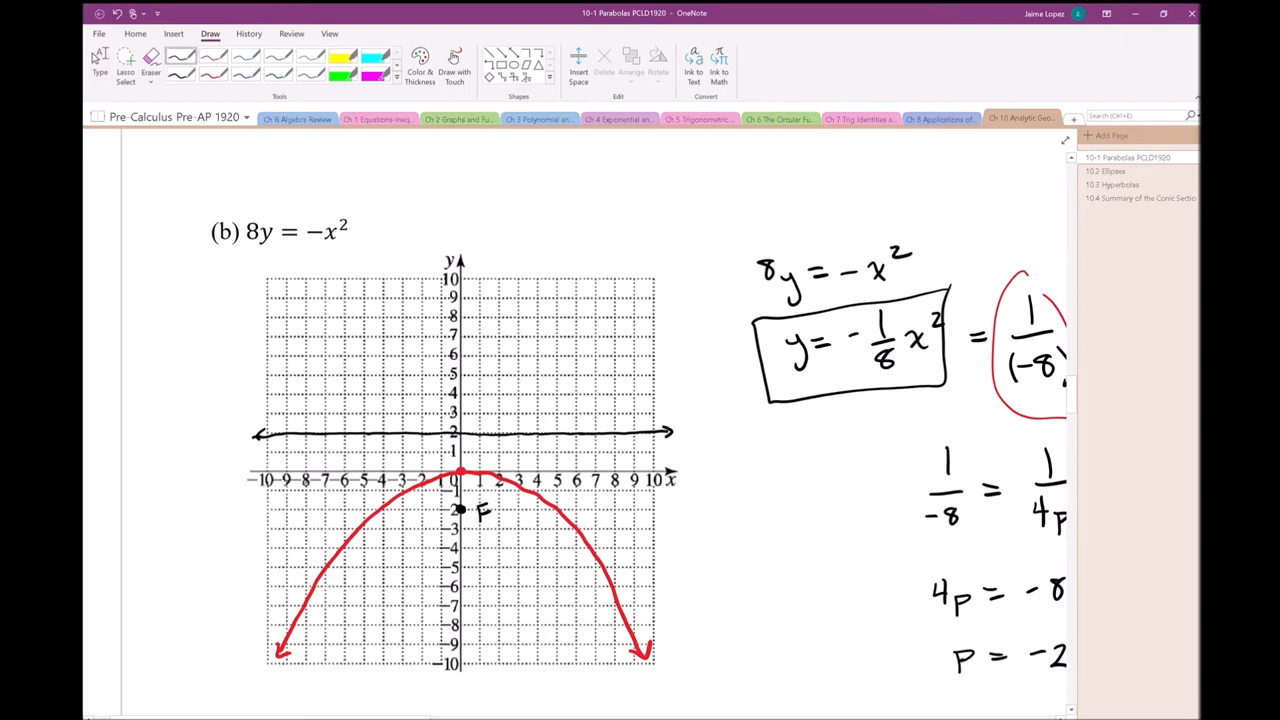 10-1 Parabolas PCLD1920 - OneNote
Jaime Lopez
File Home Insert Draw History Review View
Type
Lasso Select
Eraser
Color & Thickness
Draw with Touch
Insert Space
Delete
Arrange
Rotate
Ink to Text
Ink to Math
Tools
Shapes
Edit
Convert
Pre-Calculus Pre-AP 1920
Ch R Algebra Review
Ch 1 Equations-Ineq...
Ch 2 Graphs and Fu...
Ch 3 Polynomial an...
Ch 4 Exponential an...
Ch 5 Trigonometric...
Ch 6 The Circular Fu...
Ch 7 Trig Identities a
Ch 8 Applications of...
Ch 10 Analytic Geo...
Search (Ctrl+E)
Add Page
10-1 Parabolas PCLD1920
10.2 Ellipses
10.3 Hyperbolas
10.4 Summary of the Conic Sectio
(b) 8y = −x²
8y = - x²
y = - 1/8 x² = 1/(-8)
1/-8 = 1/4p
4p = -8
p = -2
y
10
9
8
7
6
5
4
3
2
1
−10 −9 −8 −7 −6 −5 −4 −3 −2 −1 0 1 2 3 4 5 6 7 8 9 10 x
−1
2 F
−3
−4
−5
−6
−7
−8
−9
−10